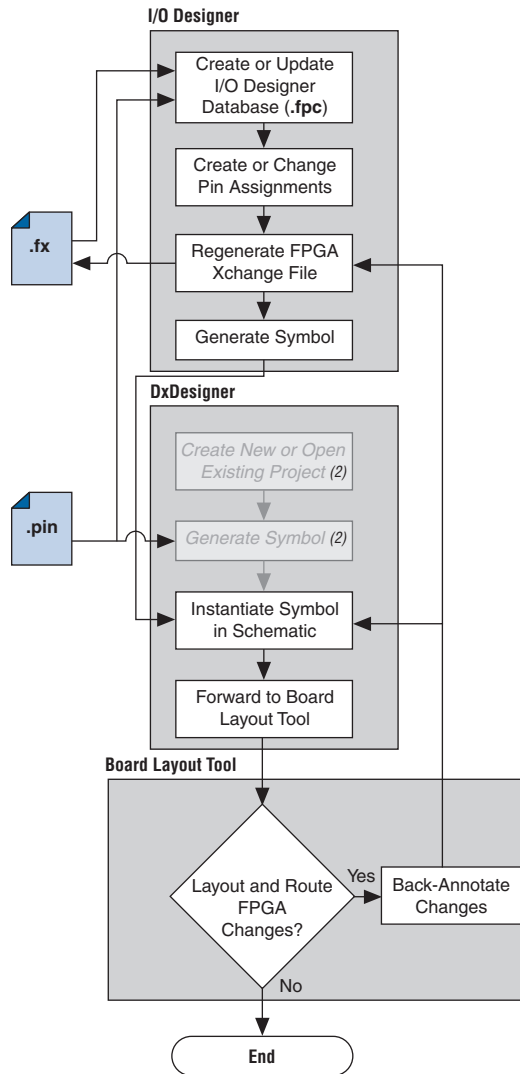 I/O Designer
Create or Update
I/O Designer
Database (.fpc)
Create or Change
Pin Assignments
.fx
Regenerate FPGA
Xchange File
Generate Symbol
DxDesigner
Create New or Open
Existing Project (2)
.pin
Generate Symbol (2)
Instantiate Symbol
in Schematic
Forward to Board
Layout Tool
Board Layout Tool
Layout and Route
FPGA
Changes?
Yes
Back-Annotate
Changes
No
End